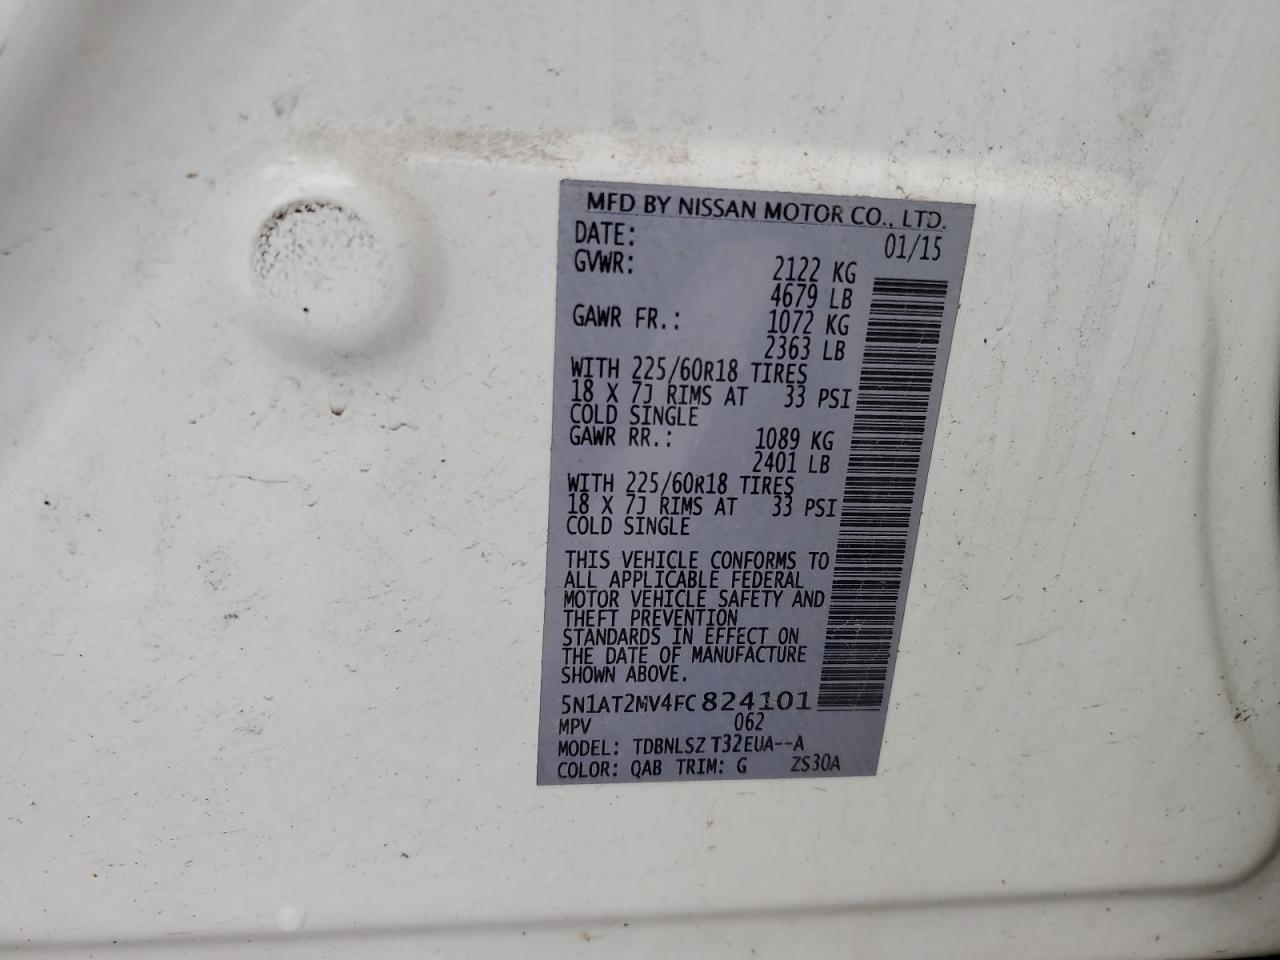 MFD BY NISSAN MOTOR CO., LTD.
DATE: 01/15
GVWR: 2122 KG
4679 LB
GAWR FR.: 1072 KG
2363 LB
WITH 225/60R18 TIRES
18 X 7J RIMS AT 33 PSI
COLD SINGLE
GAWR RR.: 1089 KG
2401 LB
WITH 225/60R18 TIRES
18 X 7J RIMS AT 33 PSI
COLD SINGLE
THIS VEHICLE CONFORMS TO
ALL APPLICABLE FEDERAL
MOTOR VEHICLE SAFETY AND
THEFT PREVENTION
STANDARDS IN EFFECT ON
THE DATE OF MANUFACTURE
SHOWN ABOVE.
5N1AT2MV4FC824101
MPV 062
MODEL: TDBNLSZ T32EUA--A
COLOR: QAB TRIM: G ZS30A